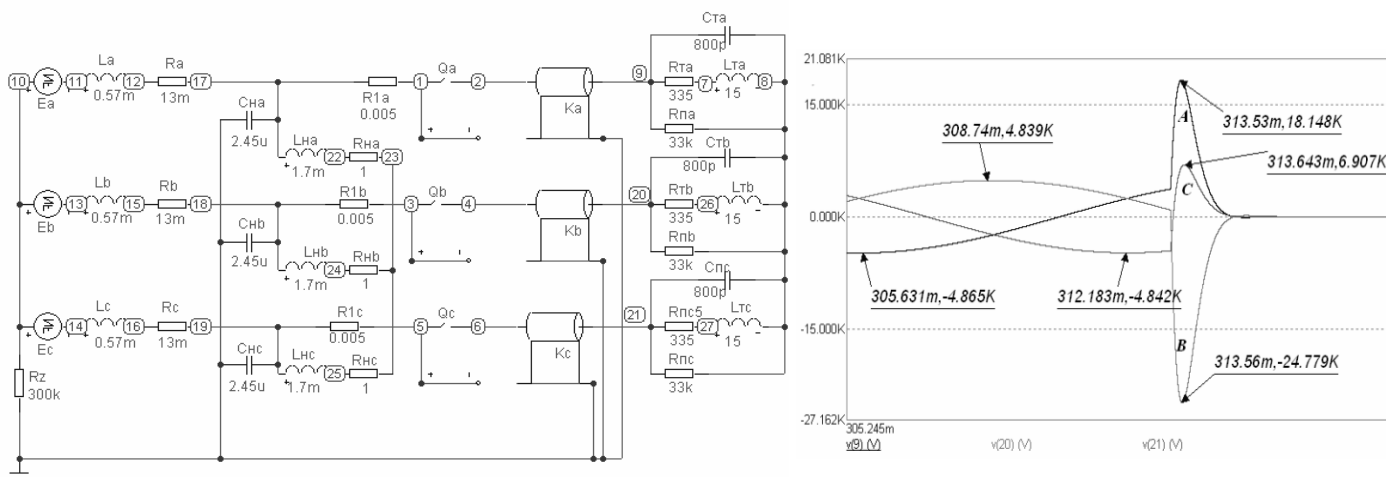 Cта
800p
10
11
La
12
Ra
17
Ea
0.57m
13m
1
Qa
2
R1a
0.005
Ka
9
Rта
7
Lта
8
335
15
Rпа
33k
Cна
2.45u
Lна
22
Rна
23
1.7m
1
Cтb
800p
13
Lb
15
Rb
18
Eb
0.57m
13m
R1b
0.005
3
Qb
4
Kb
20
Rтb
26
Lтb
335
15
Rпb
33k
Cнb
2.45u
Lнb
24
Rнb
1.7m
1
Cпс
800p
14
Lc
16
Rc
19
Ec
0.57m
13m
R1c
0.005
5
Qc
6
Kc
21
Rпс5
27
Lтс
335
15
Rпс
33k
Cнс
2.45u
Lнс
25
Rнс
1.7m
1
Rz
300k
21.081K
15.000K
0.000K
-15.000K
-27.162K
308.74m,4.839K
313.53m,18.148K
313.643m,6.907K
A
C
305.631m,-4.865K
312.183m,-4.842K
B
313.56m,-24.779K
305.245m
v(9) (V)
v(20) (V)
v(21) (V)